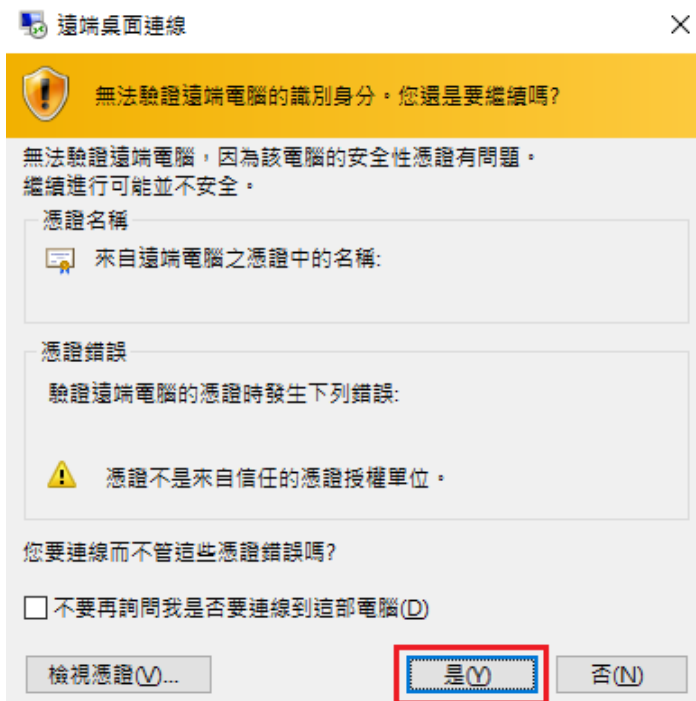 遠端桌面連線
無法驗證遠端電腦的識別身分。您還是要繼續嗎?
無法驗證遠端電腦，因為該電腦的安全性憑證有問題。
繼續進行可能並不安全。
憑證名稱
來自遠端電腦之憑證中的名稱:
憑證錯誤
驗證遠端電腦的憑證時發生下列錯誤:
憑證不是來自信任的憑證授權單位。
您要連線而不管這些憑證錯誤嗎?
不要再詢問我是否要連線到這部電腦(D)
檢視憑證(V)... 是(Y) 否(N)